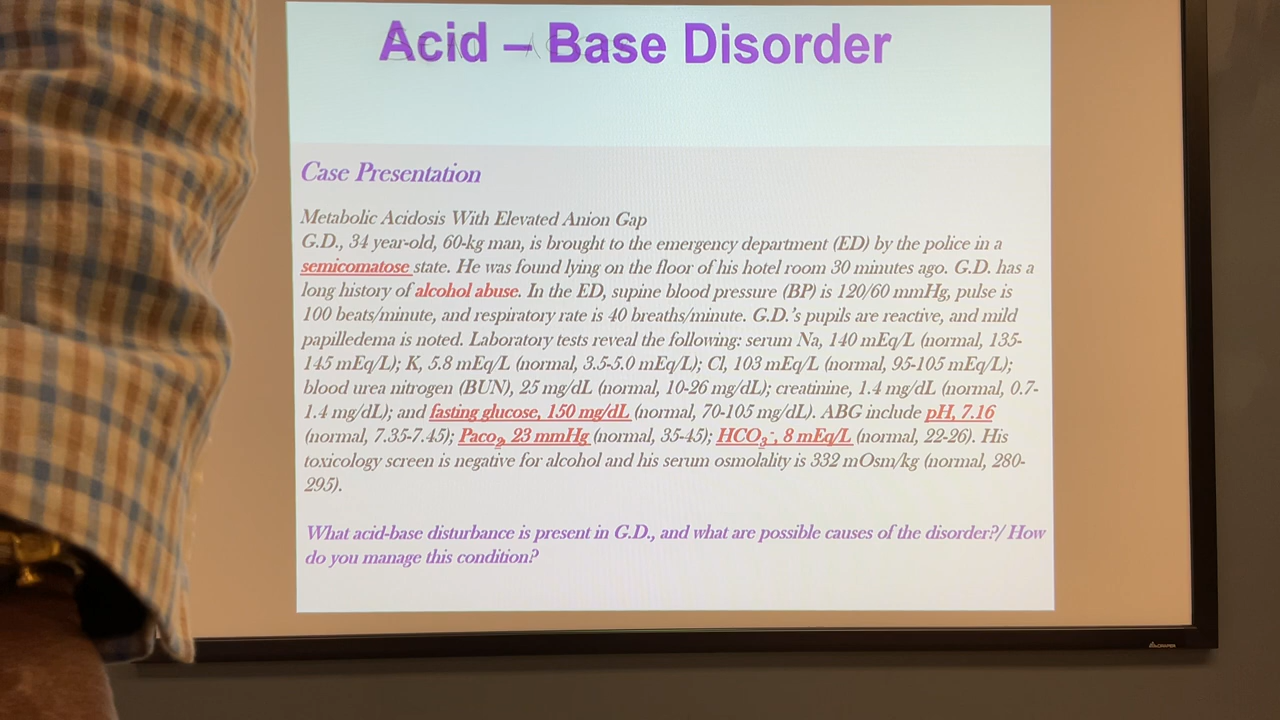 Acid – Base Disorder
Case Presentation
Metabolic Acidosis With Elevated Anion Gap
G.D., 34 year-old, 60-kg man, is brought to the emergency department (ED) by the police in a
semicomatose state. He was found lying on the floor of his hotel room 30 minutes ago. G.D. has a
long history of alcohol abuse. In the ED, supine blood pressure (BP) is 120/60 mmHg, pulse is
100 beats/minute, and respiratory rate is 40 breaths/minute. G.D.'s pupils are reactive, and mild
papilledema is noted. Laboratory tests reveal the following: serum Na, 140 mEq/L (normal, 135-
145 mEq/L); K, 5.8 mEq/L (normal, 3.5-5.0 mEq/L); Cl, 103 mEq/L (normal, 95-105 mEq/L);
blood urea nitrogen (BUN), 25 mg/dL (normal, 10-26 mg/dL); creatinine, 1.4 mg/dL (normal, 0.7-
1.4 mg/dL); and fasting glucose, 150 mg/dL (normal, 70-105 mg/dL). ABG include pH, 7.16
(normal, 7.35-7.45); Paco₂, 23 mmHg (normal, 35-45); HCO₃⁻, 8 mEq/L (normal, 22-26). His
toxicology screen is negative for alcohol and his serum osmolality is 332 mOsm/kg (normal, 280-
295).
What acid-base disturbance is present in G.D., and what are possible causes of the disorder?/ How
do you manage this condition?